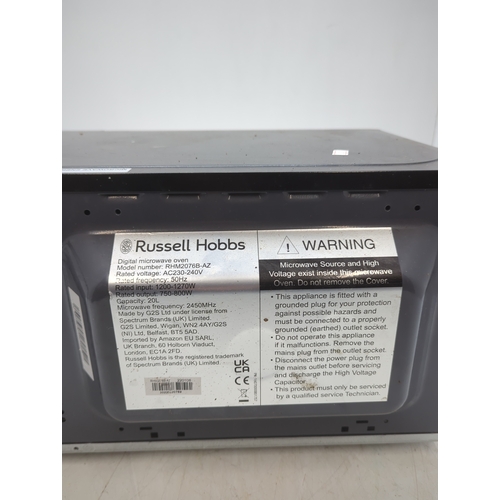 Russell Hobbs
Digital microwave oven
Model number: RHM2076B-AZ
Rated voltage: AC230-240V
Frequency: 50Hz
Rated input: 1200-1270W
Rated output: 750-800W
Capacity: 20L
Microwave frequency: 2450MHz
Made by G2S Ltd under license from
Spectrum Brands (UK) Limited.
G2S Limited, Wigan, WN2 4AY/G2S
(NI) Ltd, Belfast, BT5 5AD
Imported by Amazon EU SARL,
UK Branch, 60 Holborn Viaduct,
London, EC1A 2FD.
Russell Hobbs is the registered trademark
of Spectrum Brands (UK) Limited.
UK
CA
CE
WARNING
Microwave Source and High
Voltage exist inside this microwave
Oven. Do not remove the Cover.
• This appliance is fitted with a
grounded plug for your protection
against possible hazards and
must be connected to a properly
grounded (earthed) outlet socket.
• Do not operate this appliance
if it malfunctions. Remove the
mains plug from the outlet socket.
• Disconnect the power plug from
the mains outlet before servicing
and discharge the High Voltage
Capacitor.
• This product must only be serviced
by a qualified service Technician.